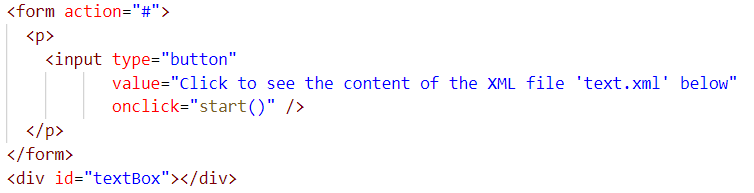 <form action="#">
<p>
<input type="button"
value="Click to see the content of the XML file 'text.xml' below"
onclick="start()" />
</p>
</form>
<div id="textBox"></div>